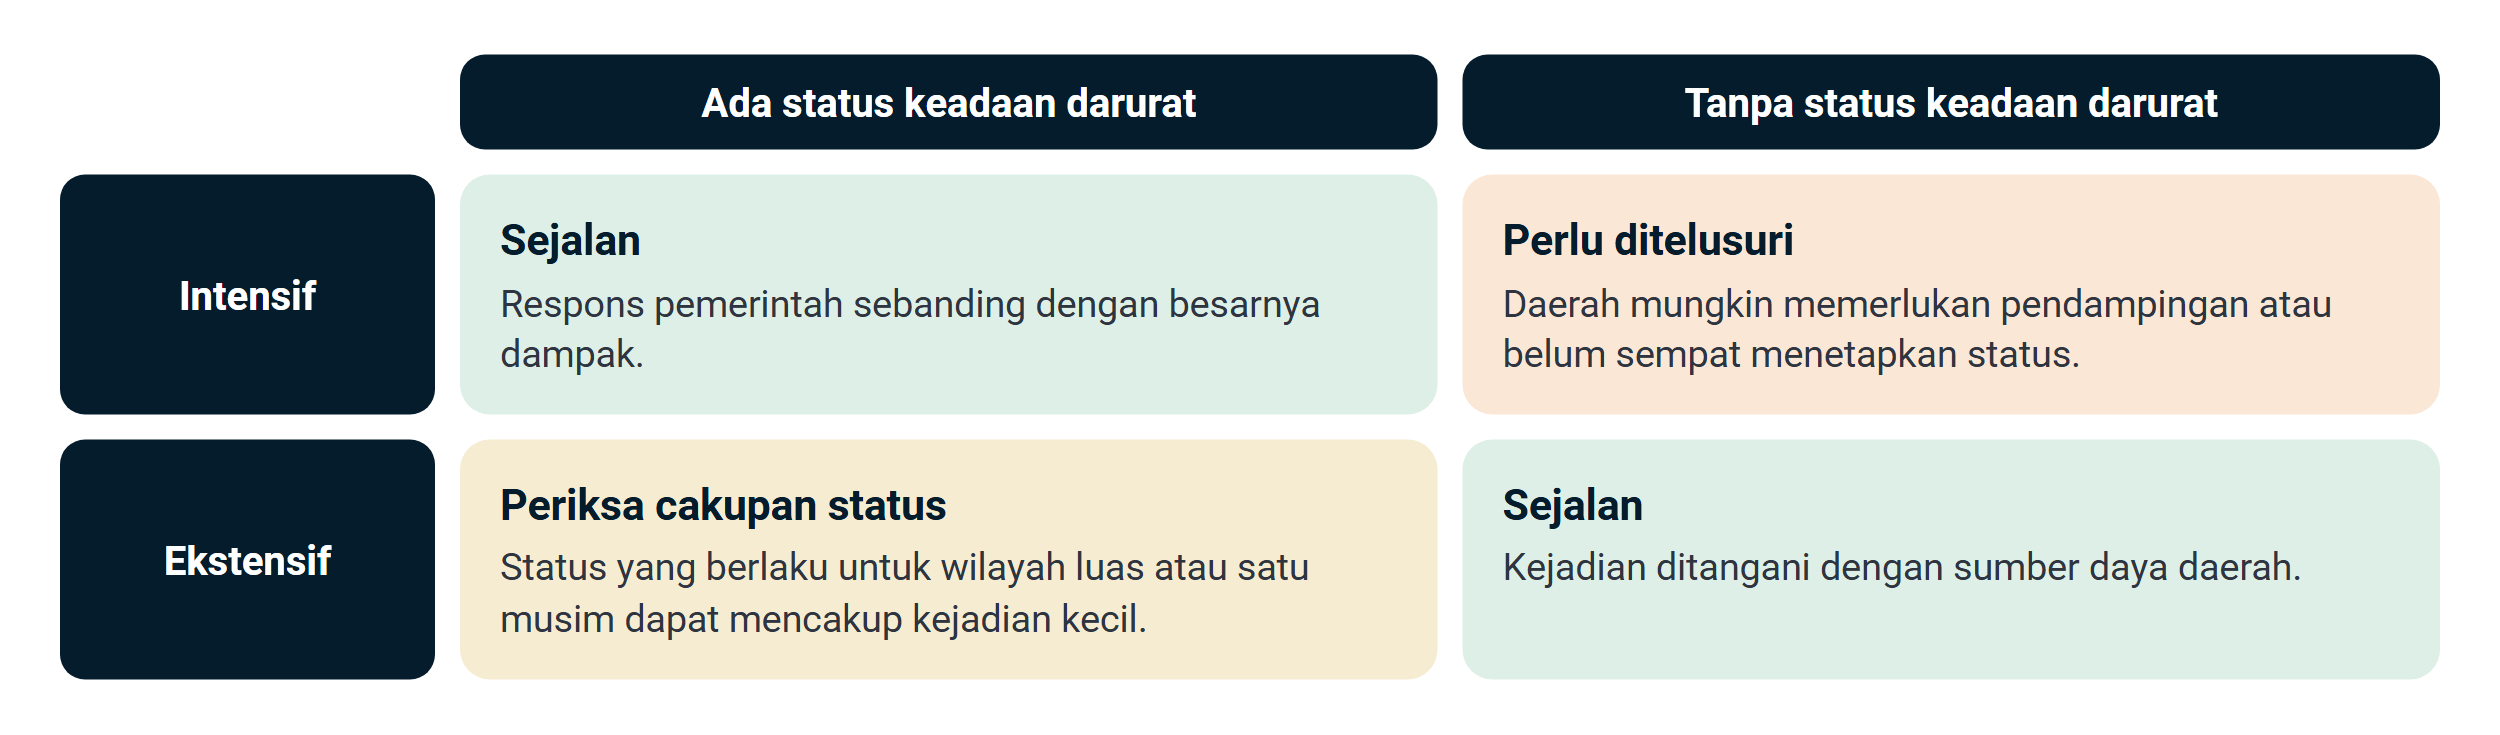 Ada status keadaan darurat
Tanpa status keadaan darurat
Intensif
Sejalan
Respons pemerintah sebanding dengan besarnya
dampak.
Perlu ditelusuri
Daerah mungkin memerlukan pendampingan atau
belum sempat menetapkan status.
Ekstensif
Periksa cakupan status
Status yang berlaku untuk wilayah luas atau satu
musim dapat mencakup kejadian kecil.
Sejalan
Kejadian ditangani dengan sumber daya daerah.